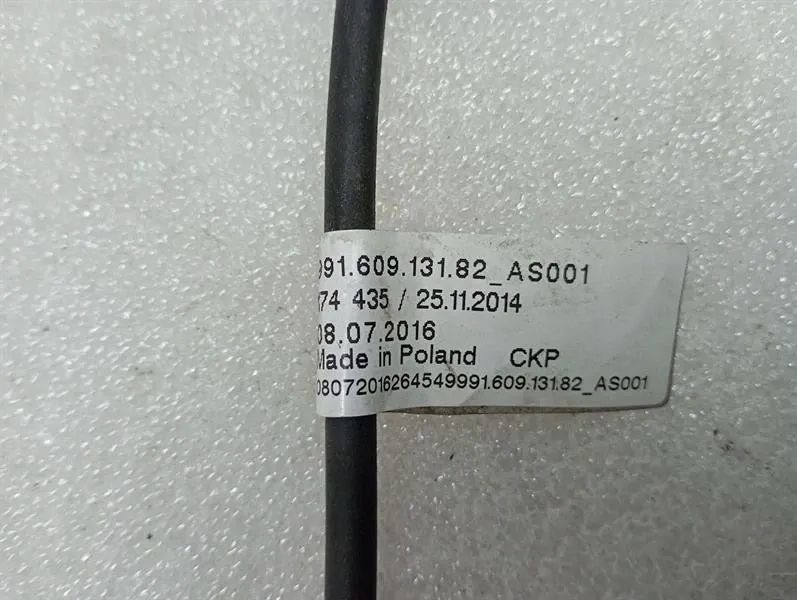 991.609.131.82_AS001
174 435 / 25.11.2014
08.07.2016
Made in Poland CKP
08072016264549991.609.131.82_AS001